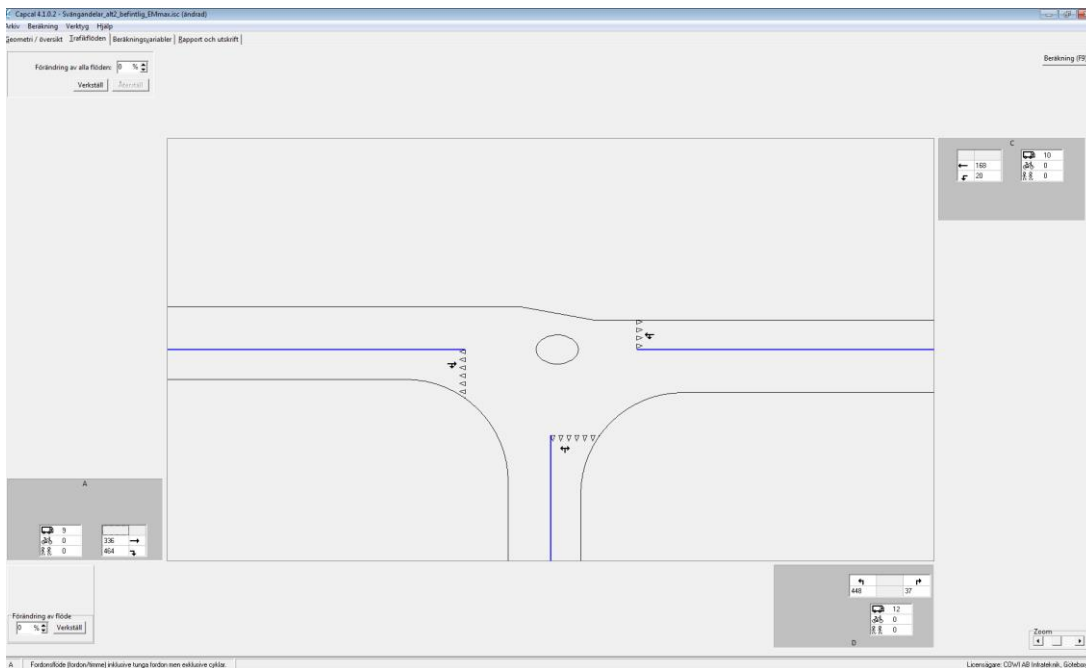 Capcal 4.1.0.2 - Svängandelar_alt2_befintlig_EMmax.isc (ändrad)
Arkiv Beräkning Verktyg Hjälp
Geometri / översikt Trafikflöden Beräkningsvariabler Rapport och utskrift
Förändring av alla flöden: 0 %
Verkställ Återställ
Beräkning (F9)
C
168
20
10
0
0
A
9
0
0
336
464
448 37
12
0
0
D
Förändring av flöde
0 % Verkställ
Zoom
A Fordonsflöde (fordon/timme) inklusive tunga fordon men exklusive cyklar.
Licensägare: COWI AB Infrateknik, Götebo